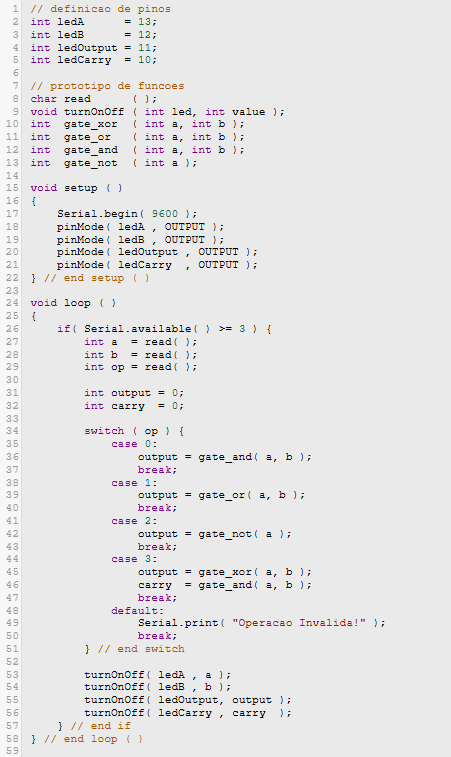 1 // definicao de pinos
2 int ledA      = 13;
3 int ledB      = 12;
4 int ledOutput = 11;
5 int ledCarry  = 10;
6
7 // prototipo de funcoes
8 char read      ( );
9 void turnOnOff ( int led, int value );
10 int  gate_xor  ( int a, int b );
11 int  gate_or   ( int a, int b );
12 int  gate_and  ( int a, int b );
13 int  gate_not  ( int a );
14
15 void setup ( )
16 {
17     Serial.begin( 9600 );
18     pinMode( ledA , OUTPUT );
19     pinMode( ledB , OUTPUT );
20     pinMode( ledOutput , OUTPUT );
21     pinMode( ledCarry  , OUTPUT );
22 } // end setup ( )
23
24 void loop ( )
25 {
26     if( Serial.available( ) >= 3 ) {
27         int a  = read( );
28         int b  = read( );
29         int op = read( );
30
31         int output = 0;
32         int carry  = 0;
33
34         switch ( op ) {
35             case 0:
36                 output = gate_and( a, b );
37                 break;
38             case 1:
39                 output = gate_or( a, b );
40                 break;
41             case 2:
42                 output = gate_not( a );
43                 break;
44             case 3:
45                 output = gate_xor( a, b );
46                 carry  = gate_and( a, b );
47                 break;
48             default:
49                 Serial.print( "Operacao Invalida!" );
50                 break;
51         } // end switch
52
53         turnOnOff( ledA , a );
54         turnOnOff( ledB , b );
55         turnOnOff( ledOutput, output );
56         turnOnOff( ledCarry , carry  );
57     } // end if
58 } // end loop ( )
59